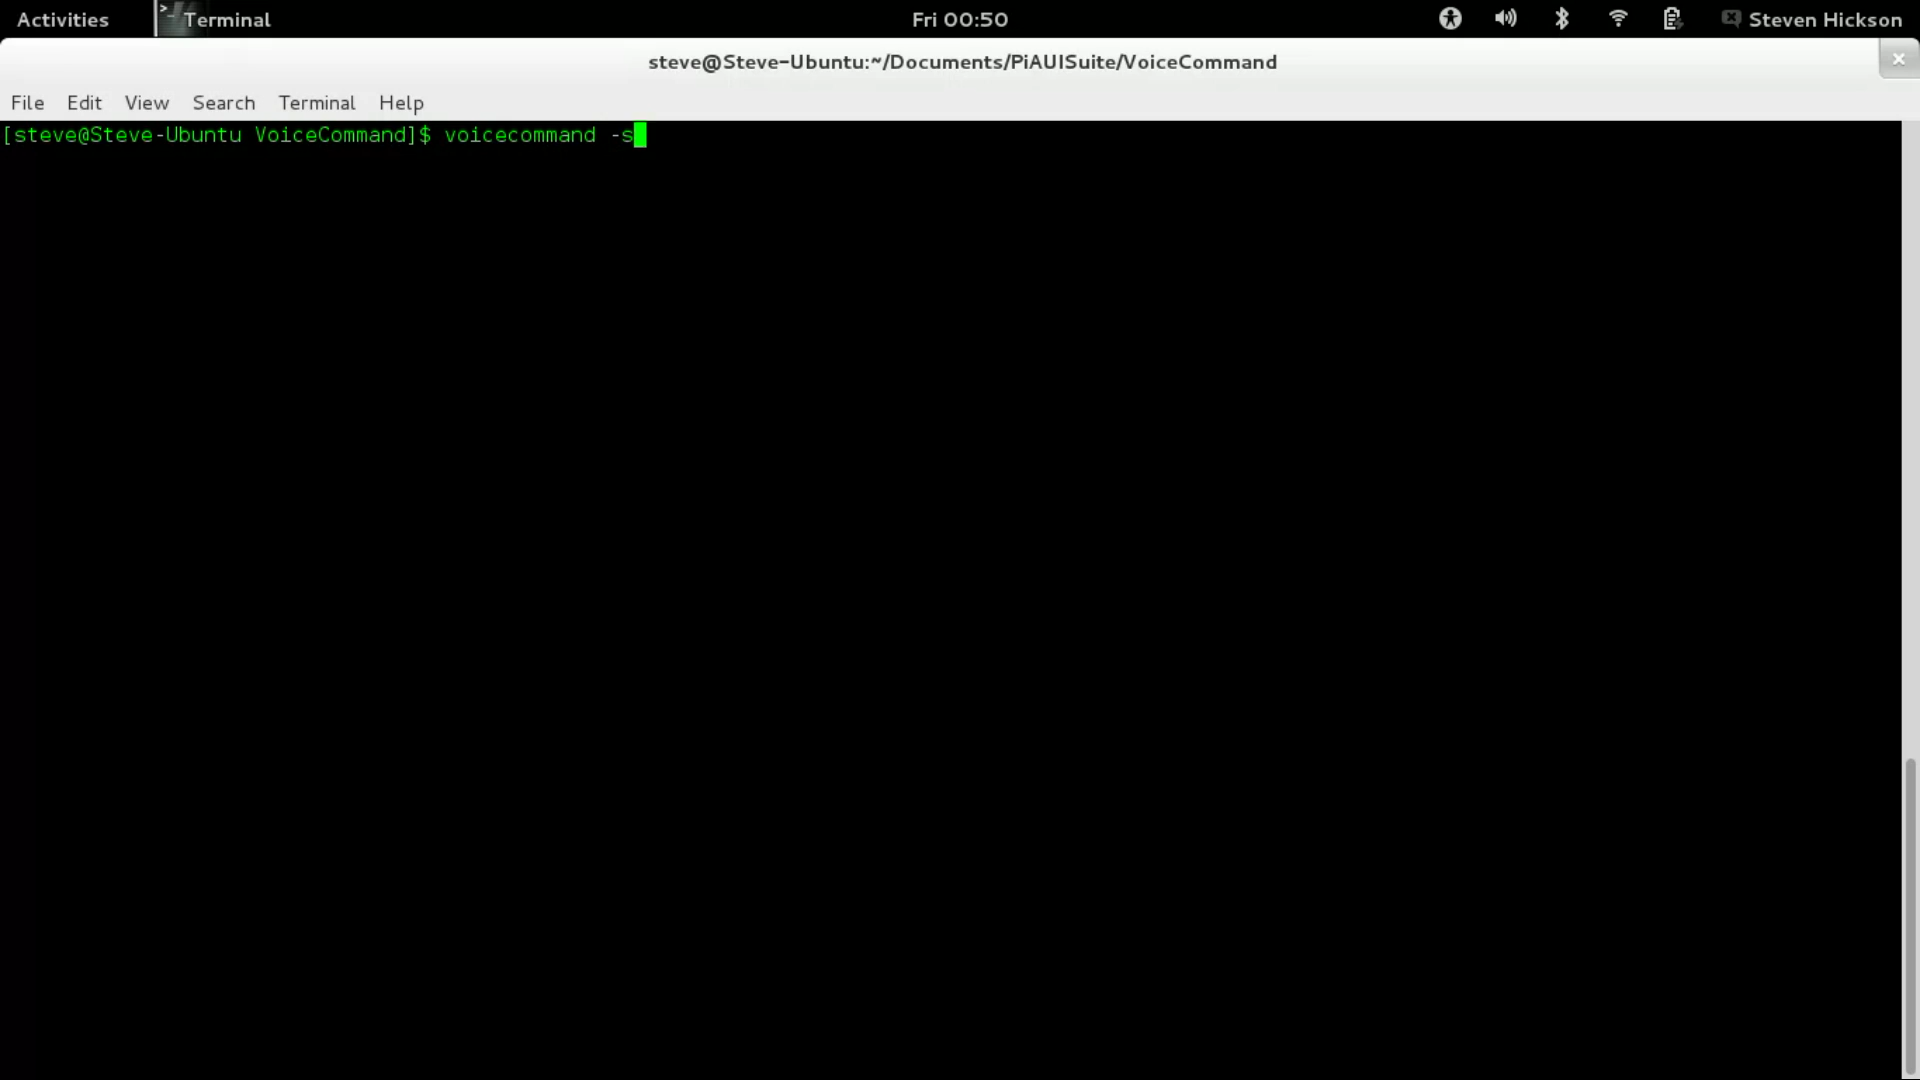 Activities Terminal Fri 00:50 Steven Hickson
steve@Steve-Ubuntu:~/Documents/PiAUISuite/VoiceCommand
File Edit View Search Terminal Help
[steve@Steve-Ubuntu VoiceCommand]$ voicecommand -s